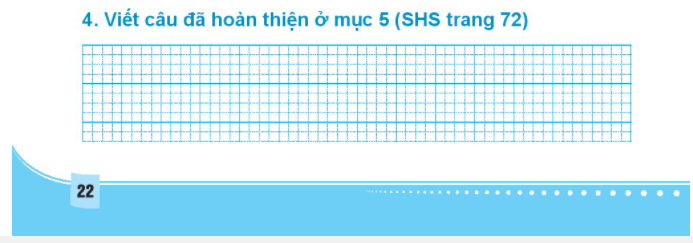 4. Viết câu đã hoàn thiện ở mục 5 (SHS trang 72)
22